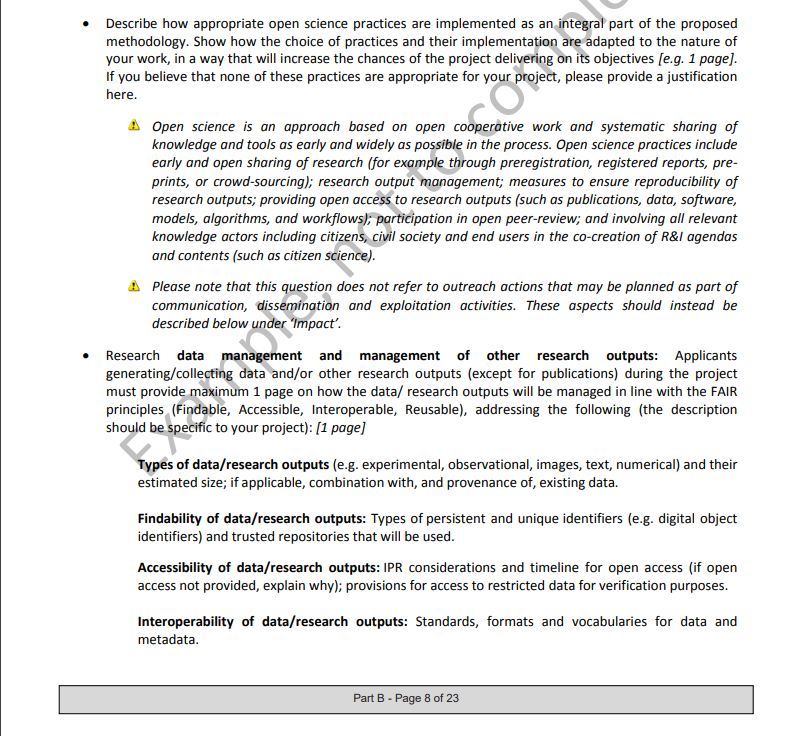 • Describe how appropriate open science practices are implemented as an integral part of the proposed
methodology. Show how the choice of practices and their implementation are adapted to the nature of
your work, in a way that will increase the chances of the project delivering on its objectives [e.g. 1 page].
If you believe that none of these practices are appropriate for your project, please provide a justification
here.
Open science is an approach based on open cooperative work and systematic sharing of
knowledge and tools as early and widely as possible in the process. Open science practices include
early and open sharing of research (for example through preregistration, registered reports, pre-
prints, or crowd-sourcing); research output management; measures to ensure reproducibility of
research outputs; providing open access to research outputs (such as publications, data, software,
models, algorithms, and workflows); participation in open peer-review; and involving all relevant
knowledge actors including citizens, civil society and end users in the co-creation of R&I agendas
and contents (such as citizen science).
Please note that this question does not refer to outreach actions that may be planned as part of
communication, dissemination and exploitation activities. These aspects should instead be
described below under ‘Impact’.
• Research data management and management of other research outputs: Applicants
generating/collecting data and/or other research outputs (except for publications) during the project
must provide maximum 1 page on how the data/ research outputs will be managed in line with the FAIR
principles (Findable, Accessible, Interoperable, Reusable), addressing the following (the description
should be specific to your project): [1 page]
Types of data/research outputs (e.g. experimental, observational, images, text, numerical) and their
estimated size; if applicable, combination with, and provenance of, existing data.
Findability of data/research outputs: Types of persistent and unique identifiers (e.g. digital object
identifiers) and trusted repositories that will be used.
Accessibility of data/research outputs: IPR considerations and timeline for open access (if open
access not provided, explain why); provisions for access to restricted data for verification purposes.
Interoperability of data/research outputs: Standards, formats and vocabularies for data and
metadata.
Part B - Page 8 of 23
Example, not to comple